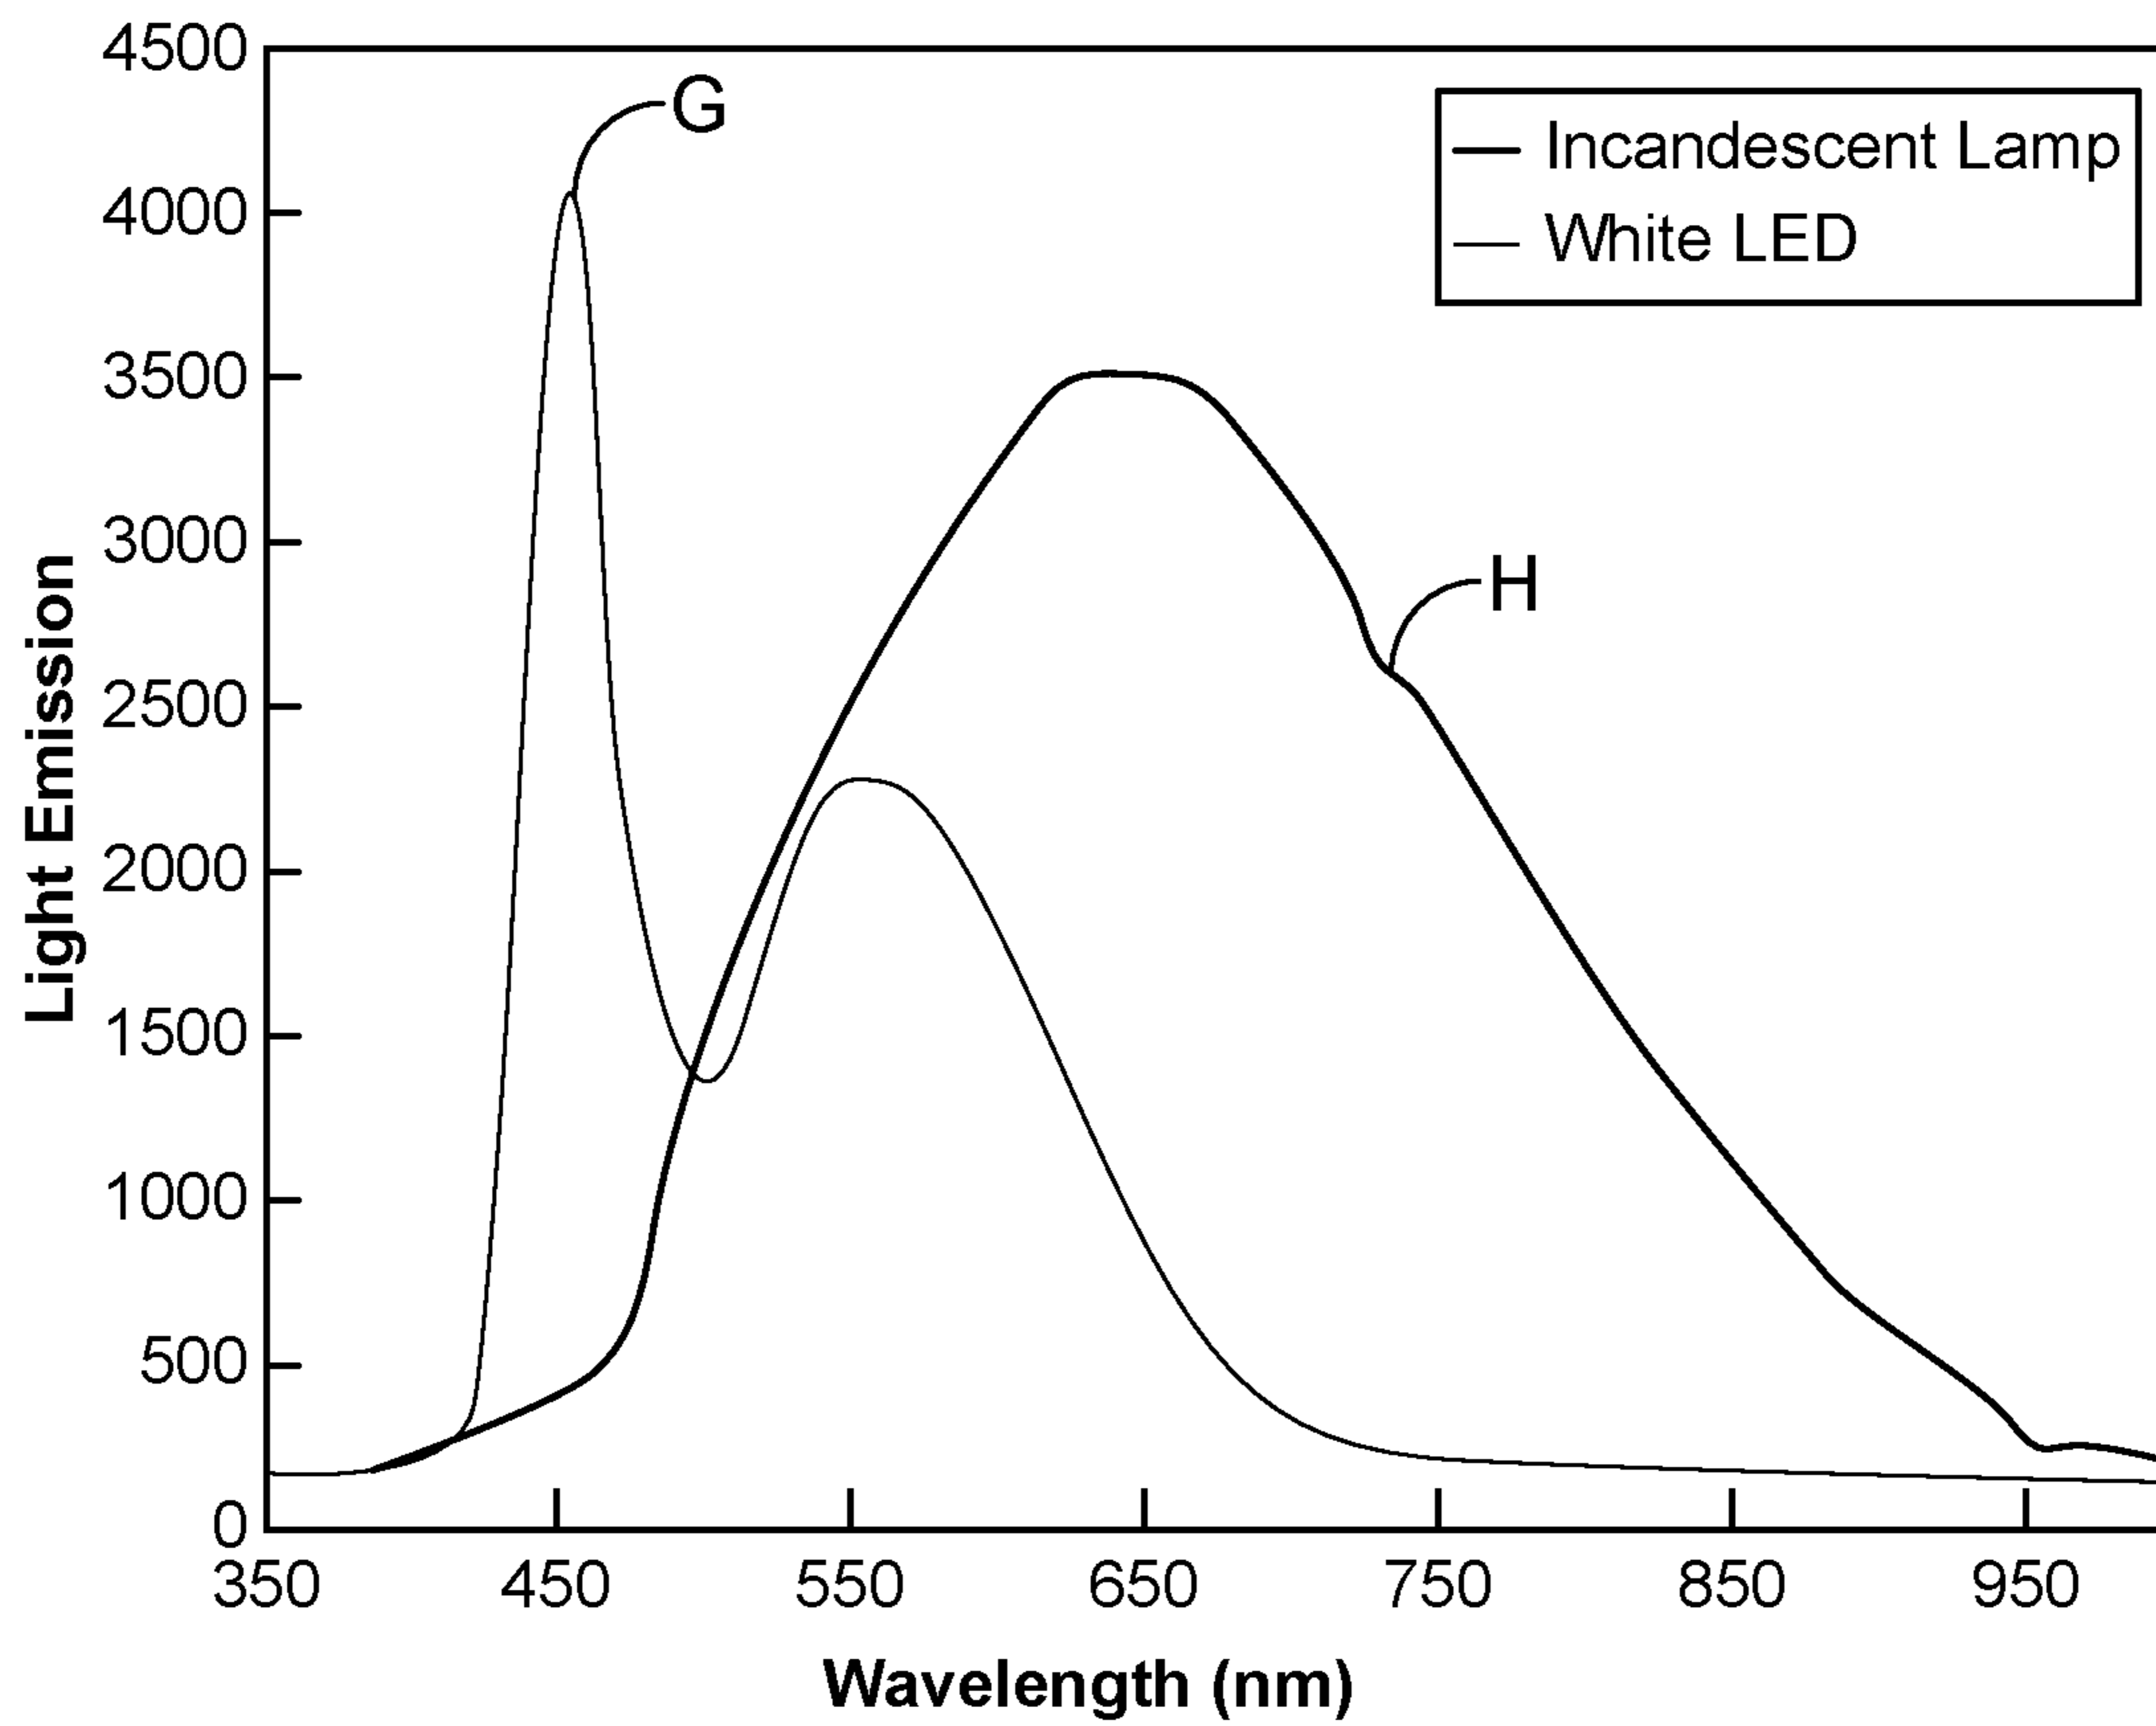 4500
4000
3500
3000
2500
2000
1500
1000
500
0
Light Emission
G
H
Incandescent Lamp
White LED
350 450 550 650 750 850 950
Wavelength (nm)